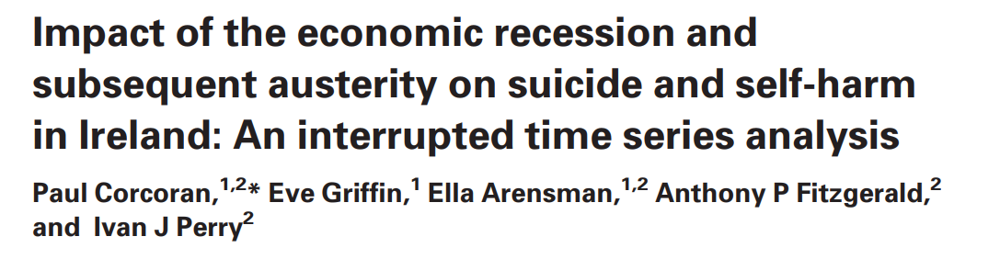 Impact of the economic recession and
subsequent austerity on suicide and self-harm
in Ireland: An interrupted time series analysis
Paul Corcoran,1,2* Eve Griffin,1 Ella Arensman,1,2 Anthony P Fitzgerald,2
and Ivan J Perry2